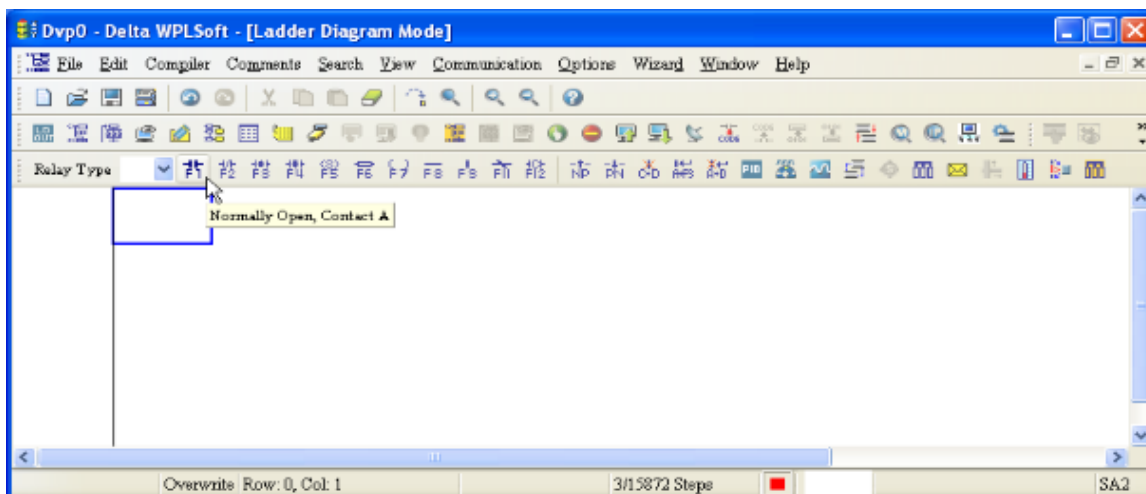 Dvp0 - Delta WPLSoft - [Ladder Diagram Mode]
File Edit Compiler Comments Search View Communication Options Wizard Window Help
Relay Type
Normally Open, Contact A
Overwrite Row: 0, Col: 1 3/15872 Steps SA2